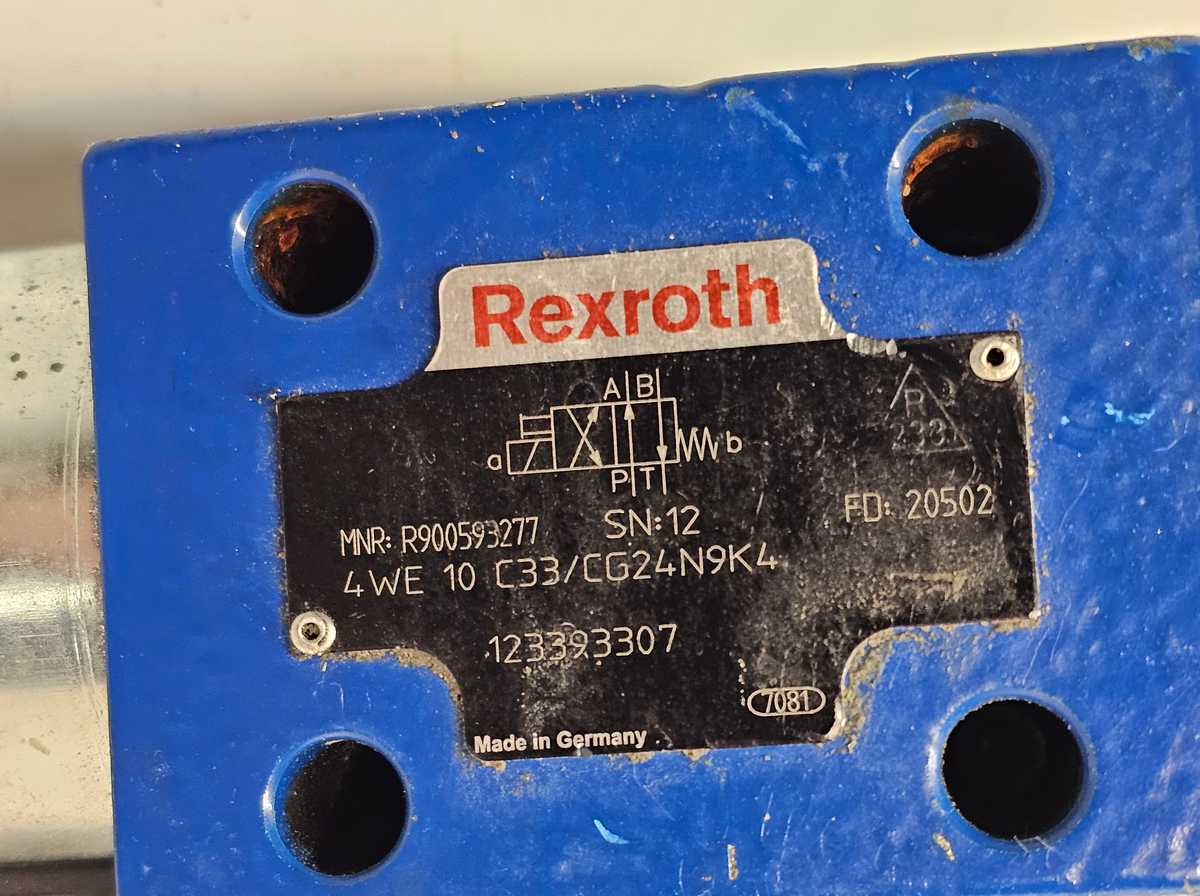 Rexroth
A B
a b
P T
R
233
MNR: R900593277 SN:12 FD: 20502
4WE 10 C33/CG24N9K4
123393307
7081
Made in Germany